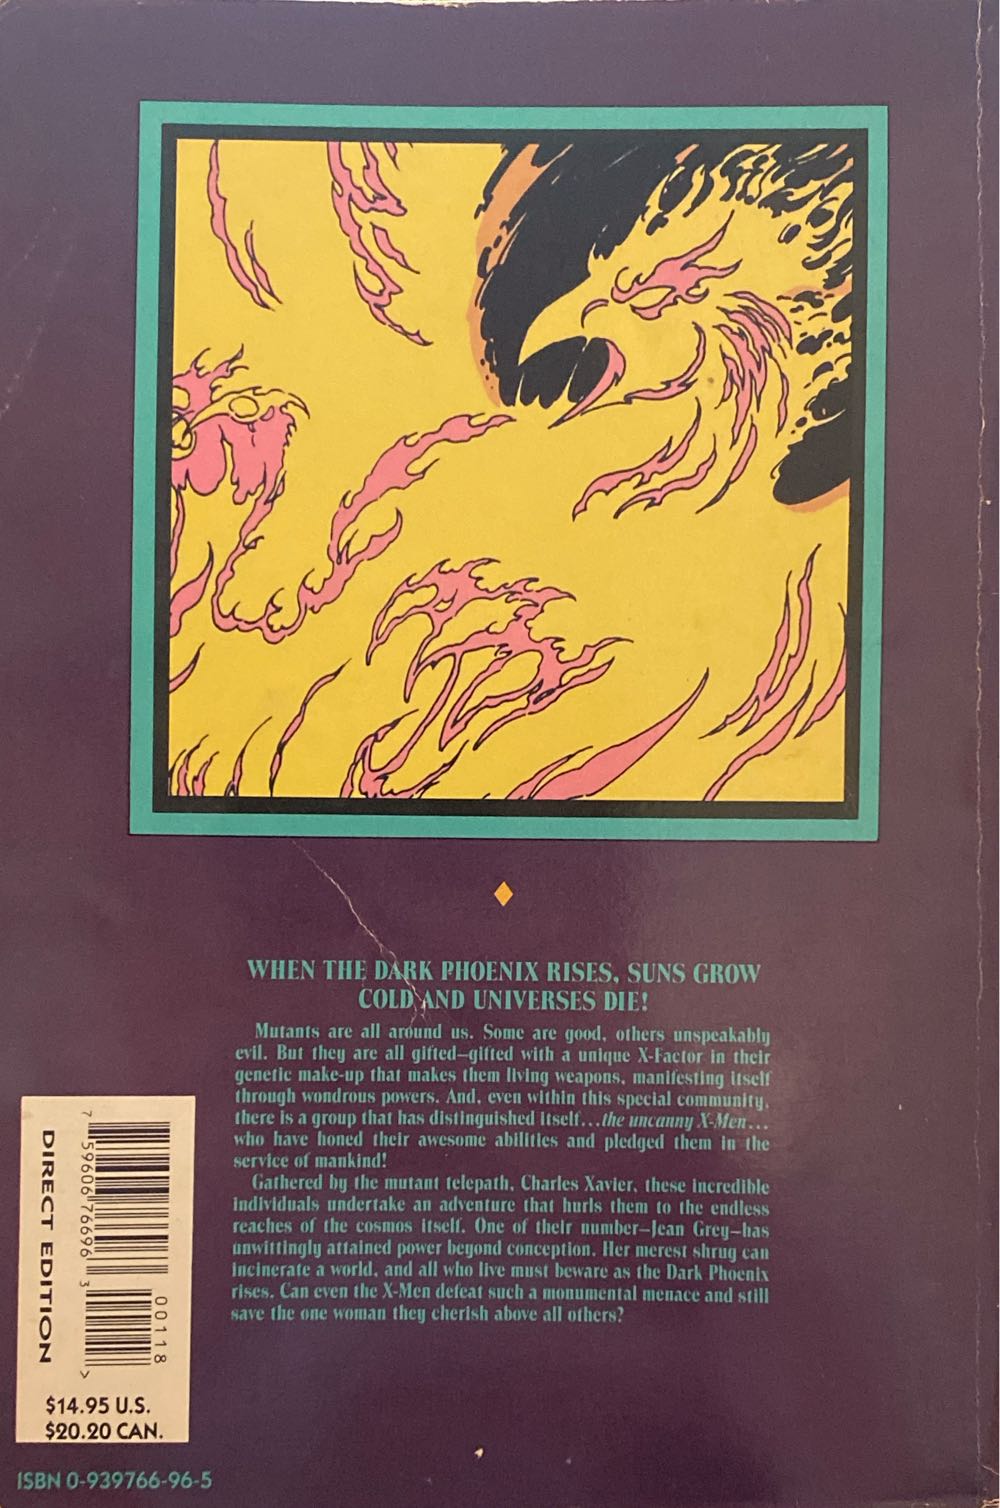 WHEN THE DARK PHOENIX RISES, SUNS GROW
COLD AND UNIVERSES DIE!
Mutants are all around us. Some are good, others unspeakably
evil. But they are all gifted—gifted with a unique X-Factor in their
genetic make-up that makes them living weapons, manifesting itself
through wondrous powers. And, even within this special community,
there is a group that has distinguished itself...the uncanny X-Men...
who have honed their awesome abilities and pledged them in the
service of mankind!
Gathered by the mutant telepath, Charles Xavier, these incredible
individuals undertake an adventure that hurls them to the endless
reaches of the cosmos itself. One of their number—Jean Grey—has
unwittingly attained power beyond conception. Her merest shrug can
incinerate a world, and all who live must beware as the Dark Phoenix
rises. Can even the X-Men defeat such a monumental menace and still
save the one woman they cherish above all others?
7 59606 76696 3 00118 >
DIRECT EDITION
$14.95 U.S.
$20.20 CAN.
ISBN 0-939766-96-5